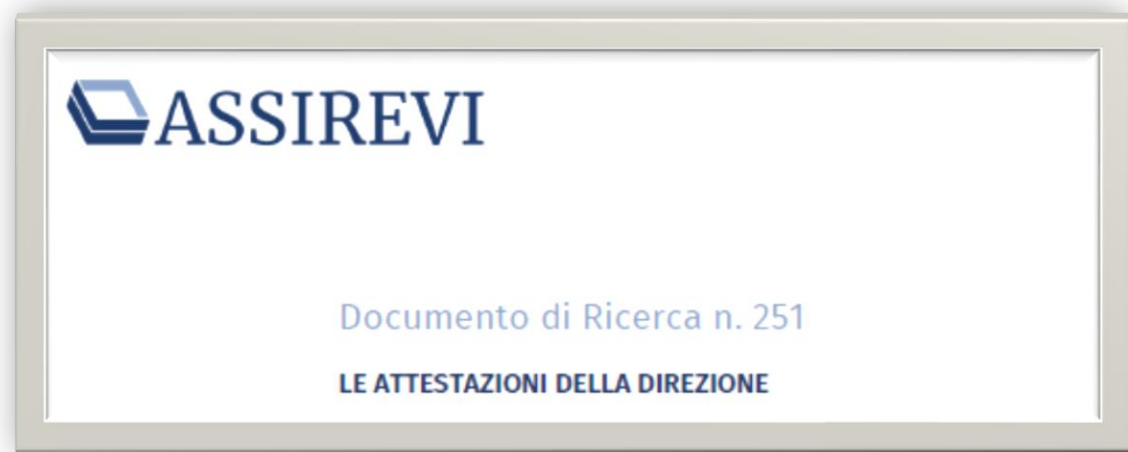 ASSIREVI
Documento di Ricerca n. 251
LE ATTESTAZIONI DELLA DIREZIONE